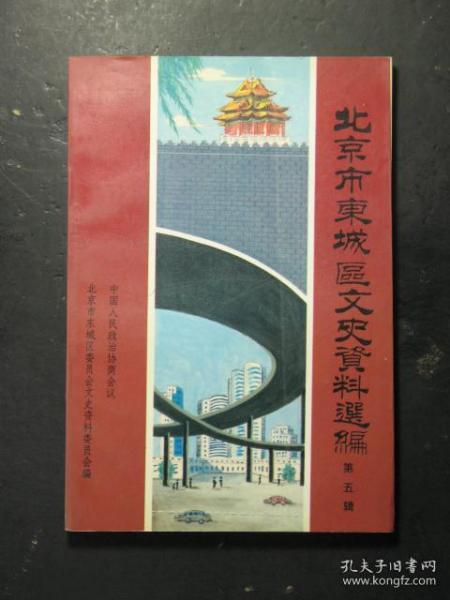 北京市東城區文史資料選編
第五辑
中国人民政治协商会议
北京市东城区委员会文史资料委员会编
孔夫子旧书网
www.kongfz.com